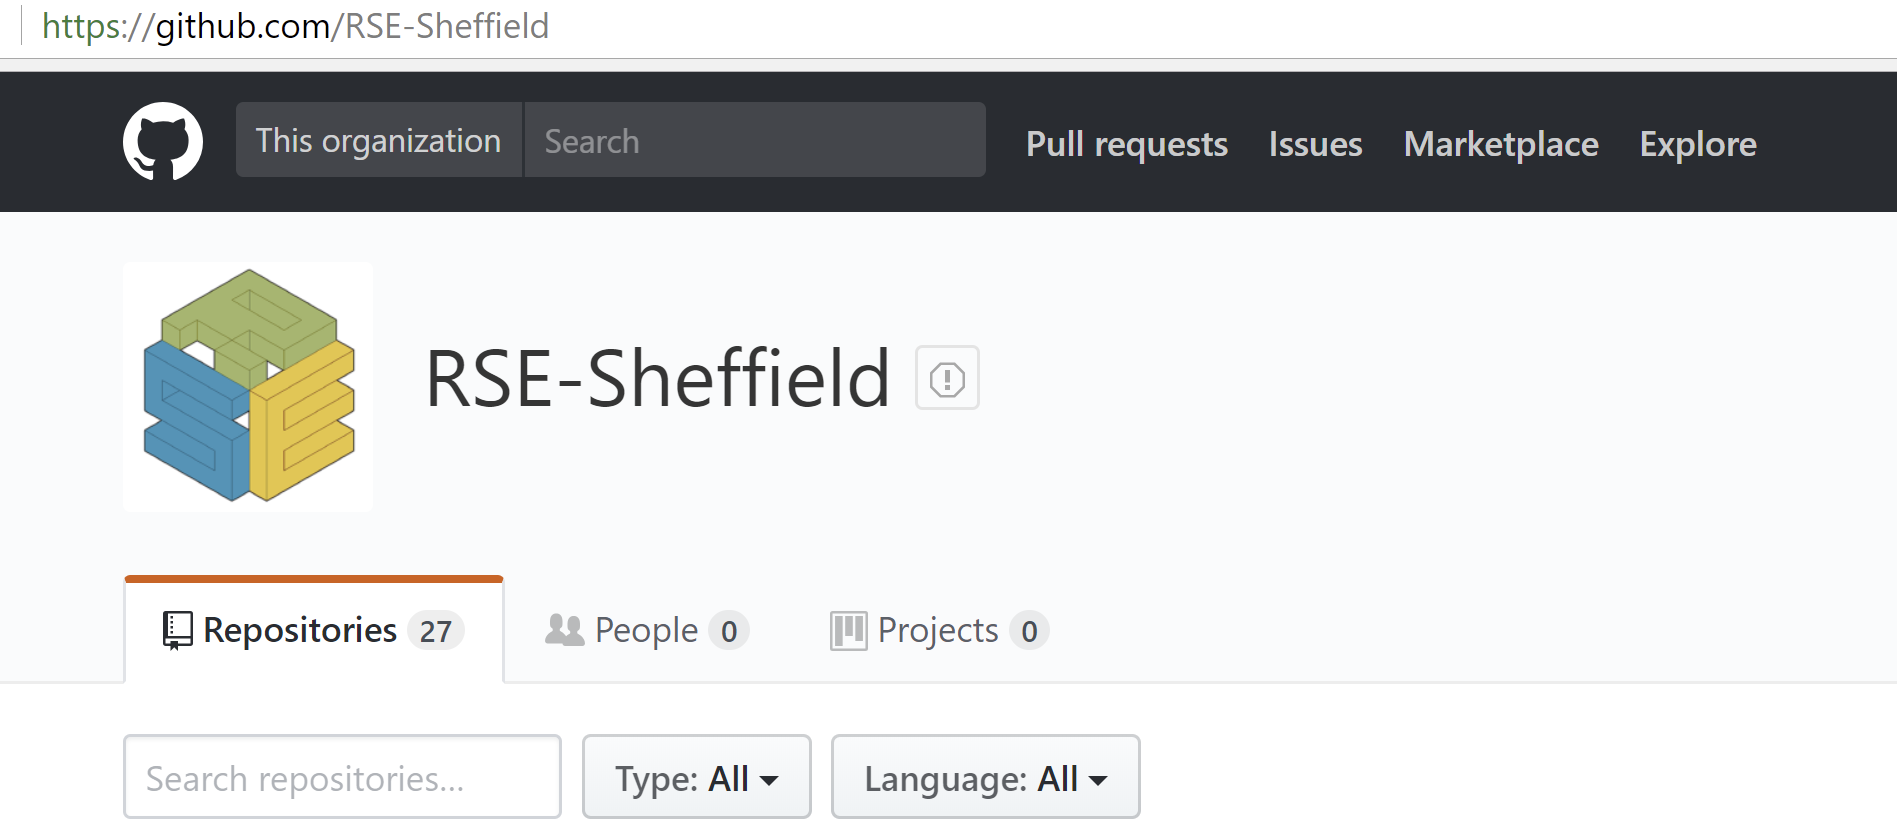 https://github.com/RSE-Sheffield
This organization Search Pull requests Issues Marketplace Explore
RSE-Sheffield
Repositories 27 People 0 Projects 0
Search repositories... Type: All Language: All